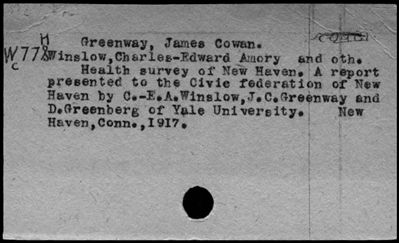 Greenway, James Cowan.
H
W778
C
Winslow,Charles-Edward Amory and oth.
Health survey of New Haven. A report
presented to the Civic federation of New
Haven by C.-E.A.Winslow,J.C.Greenway and
D.Greenberg of Yale University. New
Haven,Conn.,1917.